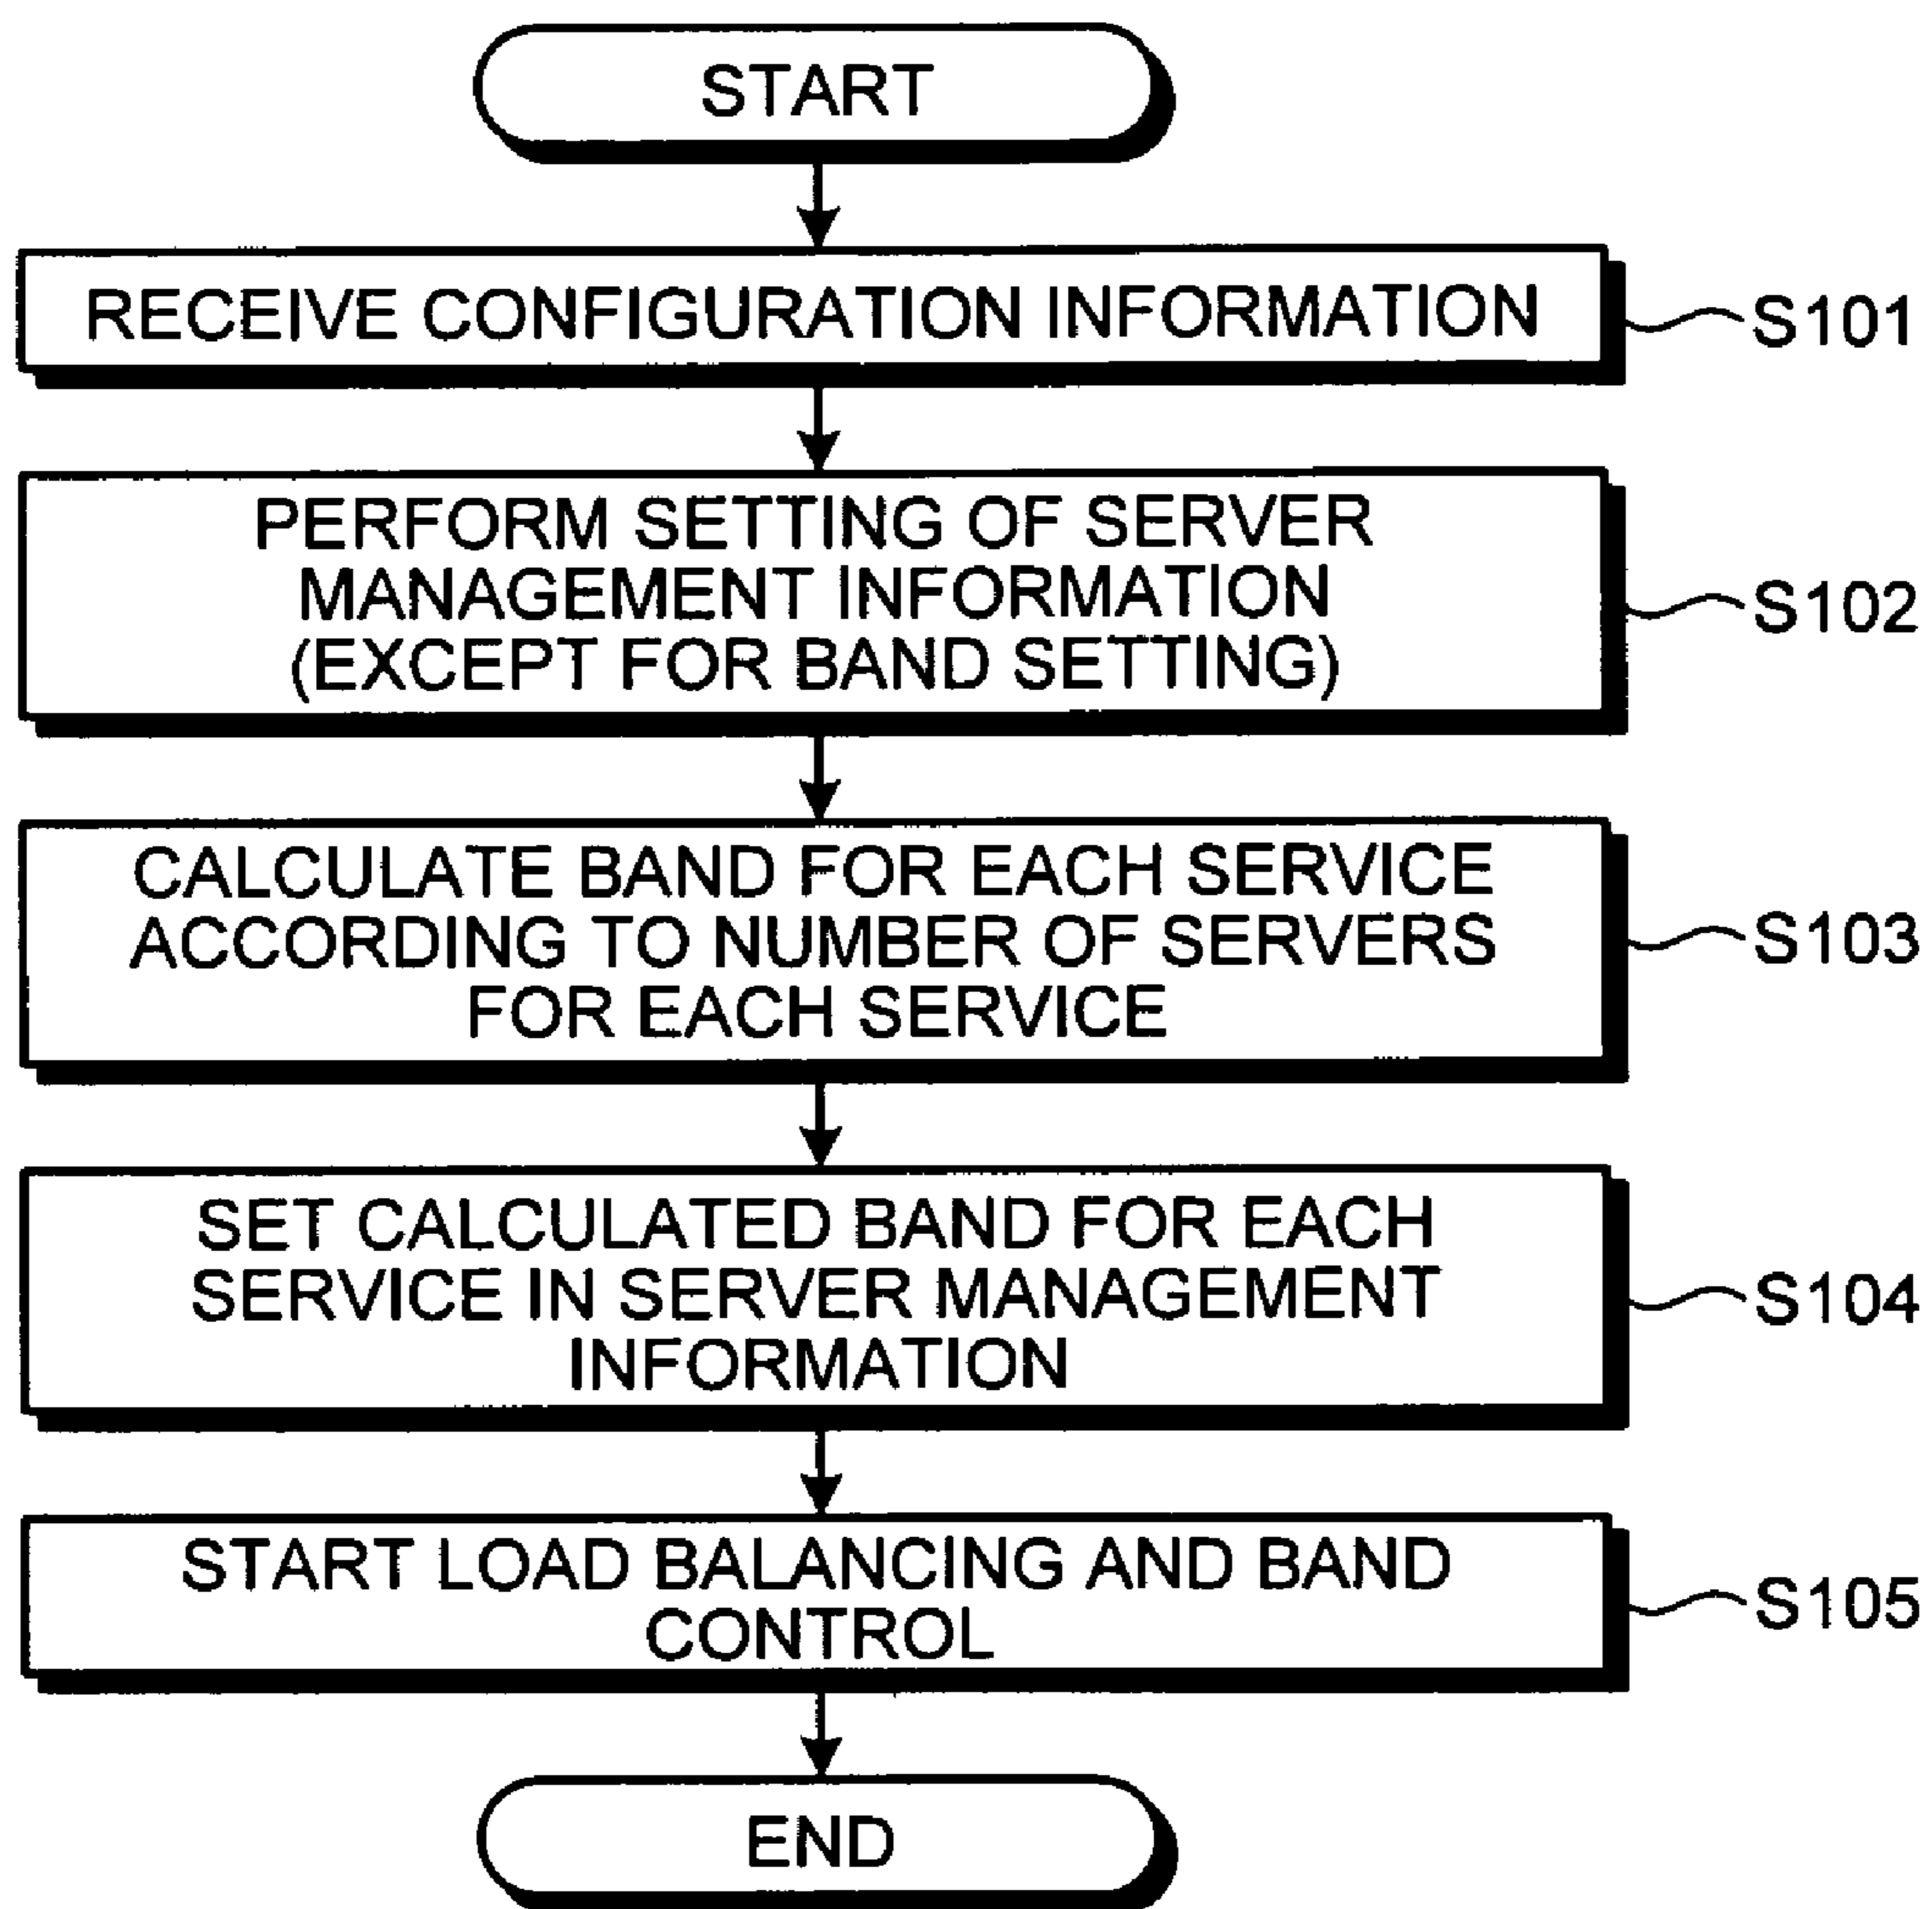 START
RECEIVE CONFIGURATION INFORMATION
S101
PERFORM SETTING OF SERVER
MANAGEMENT INFORMATION
(EXCEPT FOR BAND SETTING)
S102
CALCULATE BAND FOR EACH SERVICE
ACCORDING TO NUMBER OF SERVERS
FOR EACH SERVICE
S103
SET CALCULATED BAND FOR EACH
SERVICE IN SERVER MANAGEMENT
INFORMATION
S104
START LOAD BALANCING AND BAND
CONTROL
S105
END